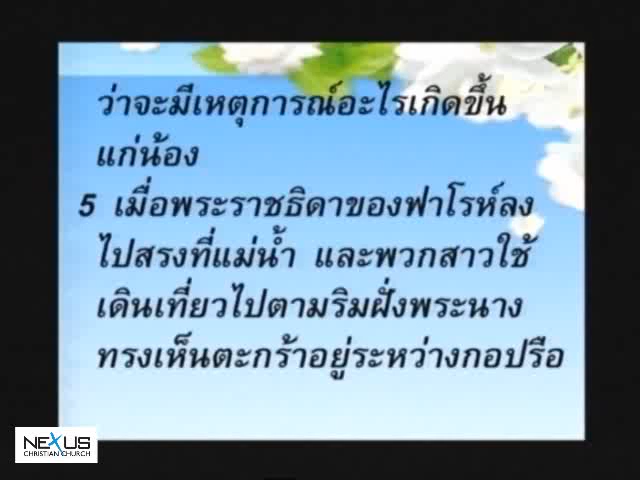 ว่าจะมีเหตุการณ์อะไรเกิดขึ้น
แก่น้อง
5 เมื่อพระราชธิดาของฟาโรห์ลง
ไปสรงที่แม่น้ำ และพวกสาวใช้
เดินเที่ยวไปตามริมฝั่งพระนาง
ทรงเห็นตะกร้าอยู่ระหว่างกอปรือ
NEXUS
CHRISTIAN CHURCH